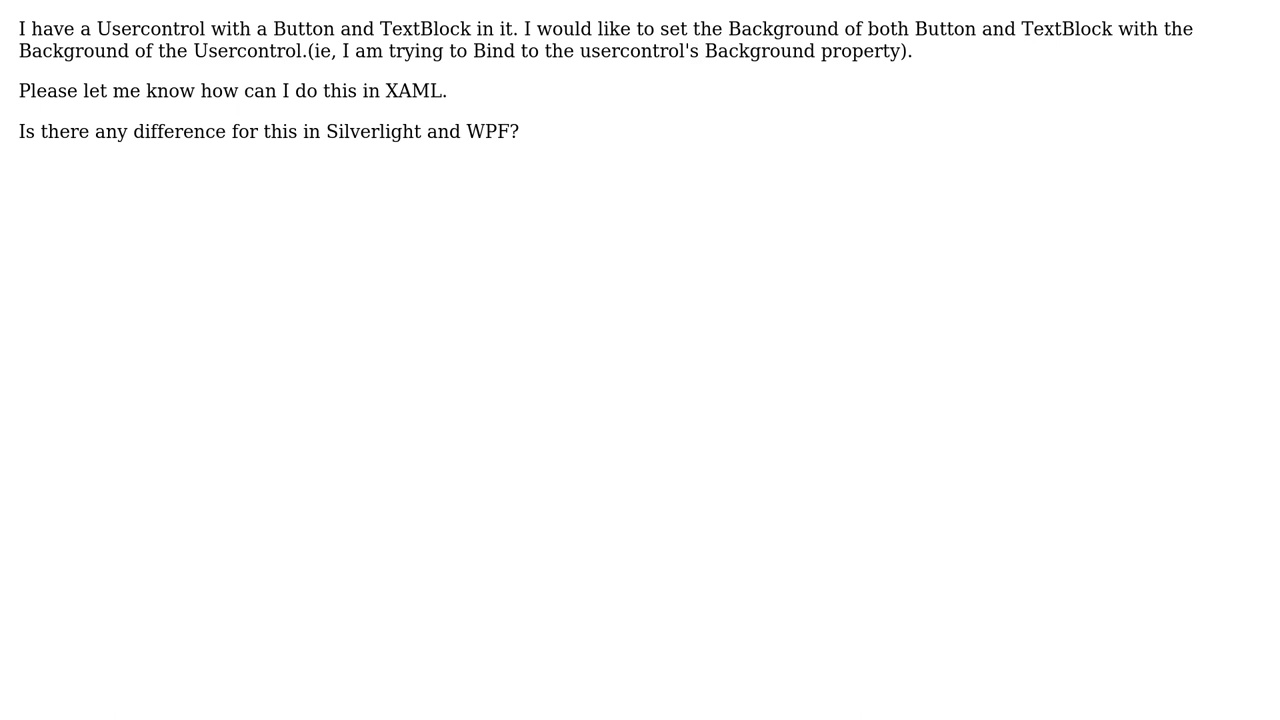 I have a Usercontrol with a Button and TextBlock in it. I would like to set the Background of both Button and TextBlock with the
Background of the Usercontrol.(ie, I am trying to Bind to the usercontrol's Background property).
Please let me know how can I do this in XAML.
Is there any difference for this in Silverlight and WPF?